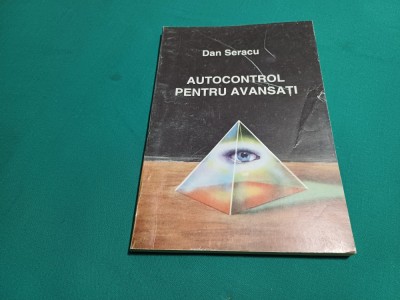 Dan Seracu
AUTOCONTROL
PENTRU AVANSAȚI